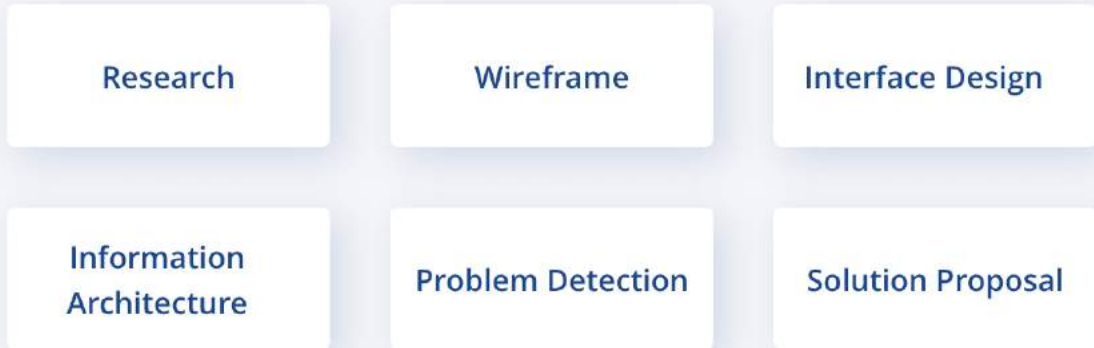 Research
Wireframe
Interface Design
Information
Architecture
Problem Detection
Solution Proposal